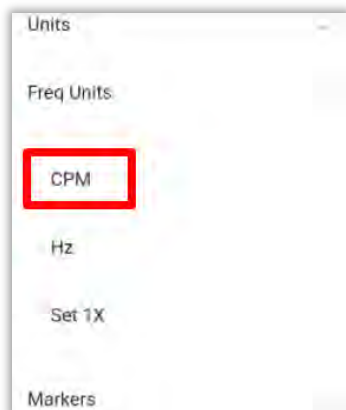 Units
Freq Units
CPM
Hz
Set 1X
Markers